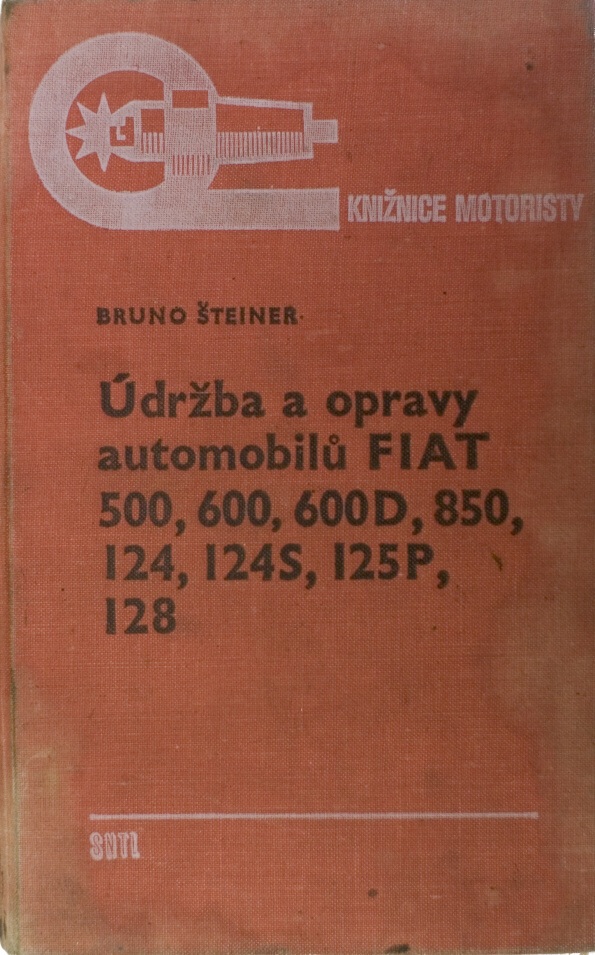 KNIŽNICE MOTORISTY
BRUNO ŠTEINER
Údržba a opravy
automobilů FIAT
500, 600, 600D, 850,
124, 124S, 125P,
128
SNTL